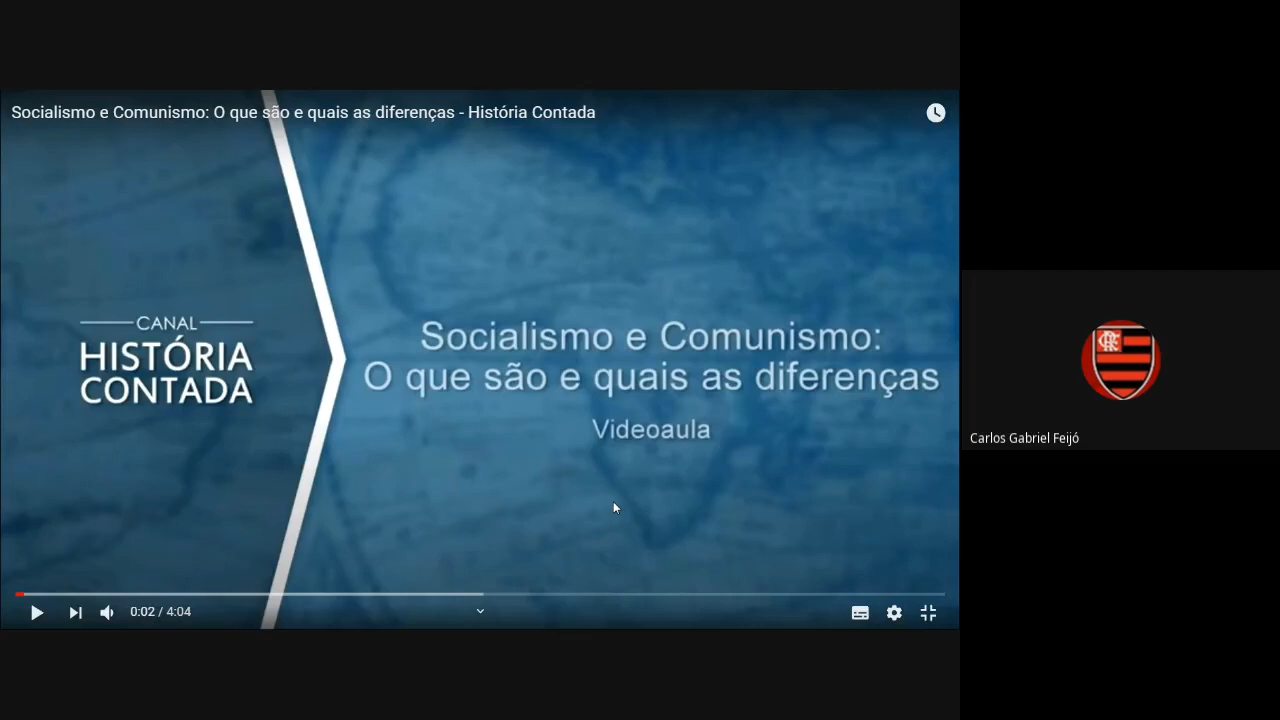 Socialismo e Comunismo: O que são e quais as diferenças - História Contada
CANAL
HISTÓRIA
CONTADA
Socialismo e Comunismo:
O que são e quais as diferenças
Videoaula
0:02 / 4:04
Carlos Gabriel Feijó